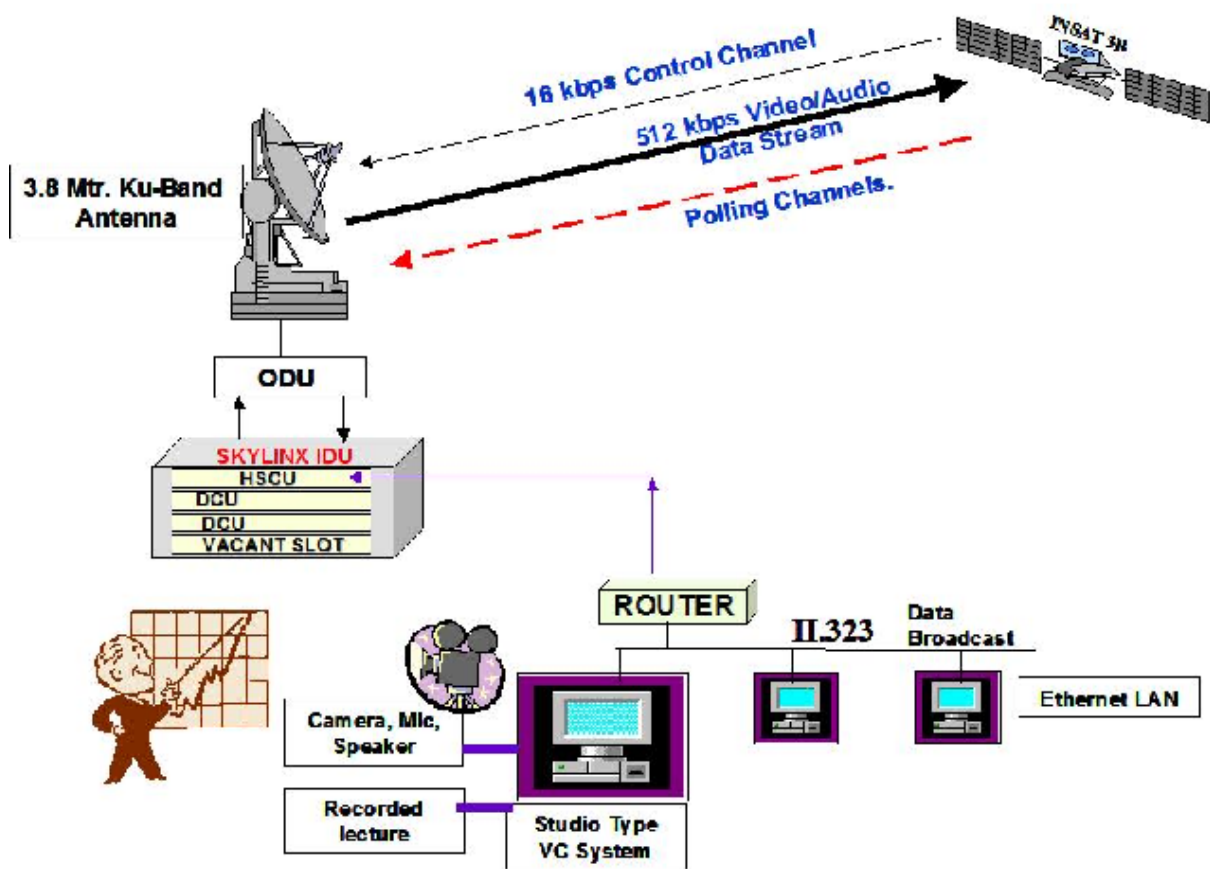 INSAT 3B
16 kbps Control Channel
512 kbps Video/Audio
Data Stream
Polling Channels.
3.8 Mtr. Ku-Band
Antenna
ODU
SKYLINX IDU
HSCU
DCU
DCU
VACANT SLOT
ROUTER
II.323
Data
Broadcast
Ethernet LAN
Camera, Mic,
Speaker
Recorded
lecture
Studio Type
VC System